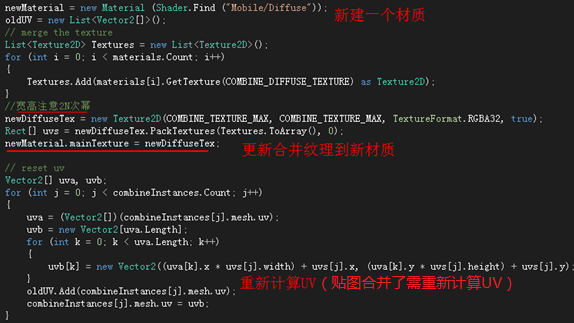 newMaterial = new Material (Shader.Find ("Mobile/Diffuse"));
新建一个材质
oldUV = new List<Vector2[]>();
// merge the texture
List<Texture2D> Textures = new List<Texture2D>();
for (int i = 0; i < materials.Count; i++)
{
Textures.Add(materials[i].GetTexture(COMBINE_DIFFUSE_TEXTURE) as Texture2D);
}
//宽高注意2N次幂
newDiffuseTex = new Texture2D(COMBINE_TEXTURE_MAX, COMBINE_TEXTURE_MAX, TextureFormat.RGBA32, true);
Rect[] uvs = newDiffuseTex.PackTextures(Textures.ToArray(), 0);
newMaterial.mainTexture = newDiffuseTex;
更新合并纹理到新材质
// reset uv
Vector2[] uva, uvb;
for (int j = 0; j < combineInstances.Count; j++)
{
uva = (Vector2[])(combineInstances[j].mesh.uv);
uvb = new Vector2[uva.Length];
for (int k = 0; k < uva.Length; k++)
{
uvb[k] = new Vector2((uva[k].x * uvs[j].width) + uvs[j].x, (uva[k].y * uvs[j].height) + uvs[j].y);
}
重新计算UV（贴图合并了需重新计算UV）
oldUV.Add(combineInstances[j].mesh.uv);
combineInstances[j].mesh.uv = uvb;
}